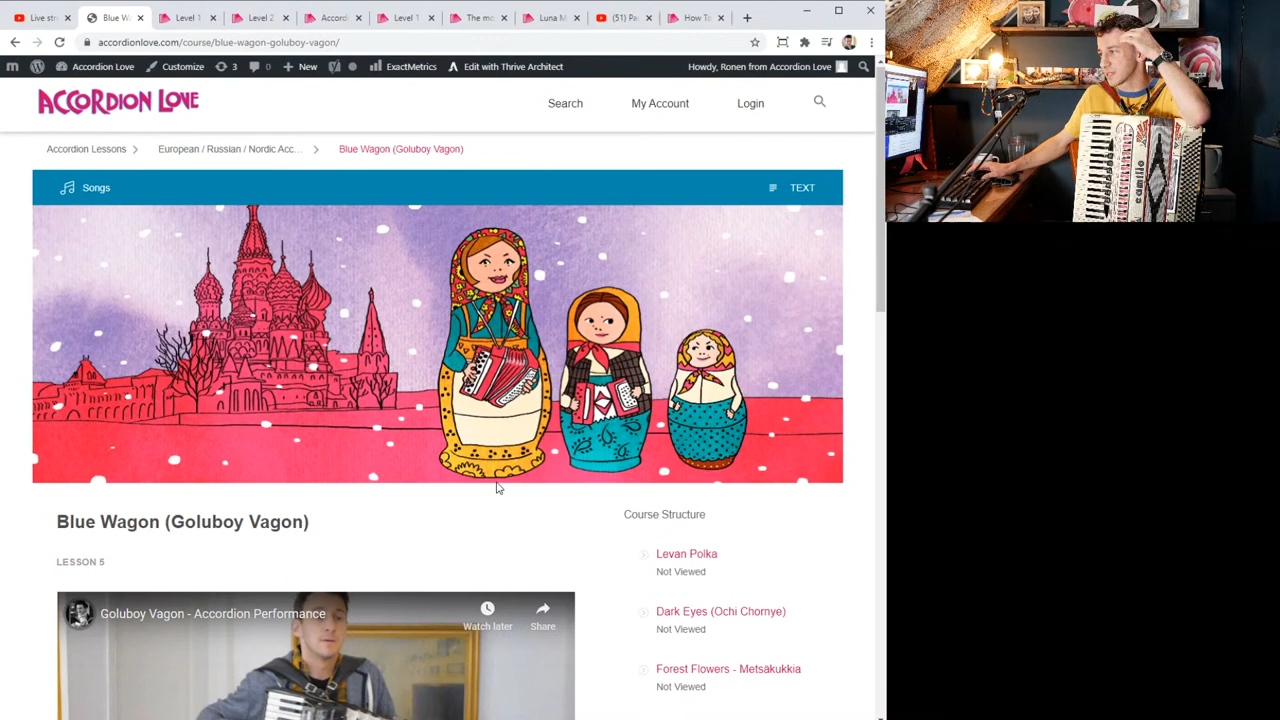 Live str
Blue Wa
Level 1
Level 2
Accordi
Level 1
The mo
Luna M
(51) Pa
How To
accordionlove.com/course/blue-wagon-goluboy-vagon/
Accordion Love
Customize
3
0
New
ExactMetrics
Edit with Thrive Architect
Howdy, Ronen from Accordion Love
ACCORDION LOVE
Search
My Account
Login
Accordion Lessons
European / Russian / Nordic Acc...
Blue Wagon (Goluboy Vagon)
Songs
TEXT
Blue Wagon (Goluboy Vagon)
LESSON 5
Goluboy Vagon - Accordion Performance
Watch later
Share
Course Structure
Levan Polka
Not Viewed
Dark Eyes (Ochi Chornye)
Not Viewed
Forest Flowers - Metsäkukkia
Not Viewed
camillo